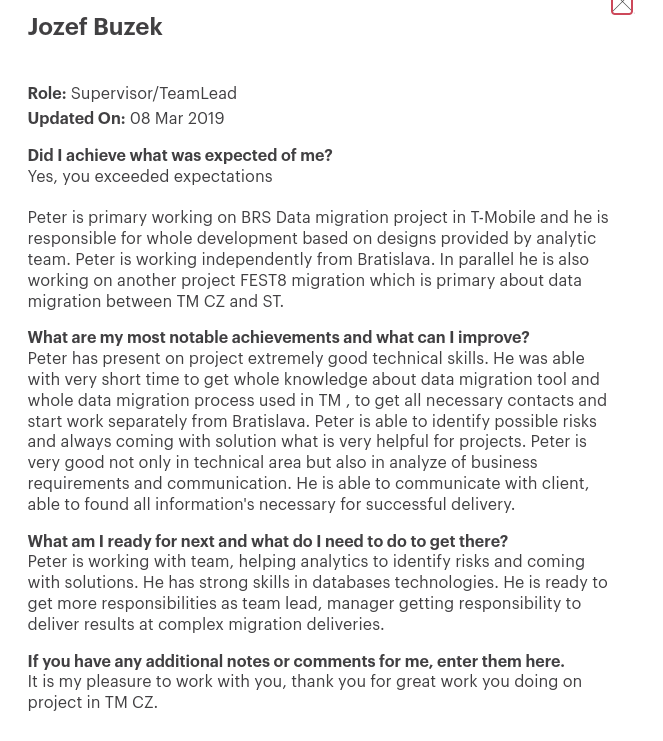 Jozef Buzek
Role: Supervisor/TeamLead
Updated On: 08 Mar 2019
Did I achieve what was expected of me?
Yes, you exceeded expectations
Peter is primary working on BRS Data migration project in T-Mobile and he is
responsible for whole development based on designs provided by analytic
team. Peter is working independently from Bratislava. In parallel he is also
working on another project FEST8 migration which is primary about data
migration between TM CZ and ST.
What are my most notable achievements and what can I improve?
Peter has present on project extremely good technical skills. He was able
with very short time to get whole knowledge about data migration tool and
whole data migration process used in TM , to get all necessary contacts and
start work separately from Bratislava. Peter is able to identify possible risks
and always coming with solution what is very helpful for projects. Peter is
very good not only in technical area but also in analyze of business
requirements and communication. He is able to communicate with client,
able to found all information's necessary for successful delivery.
What am I ready for next and what do I need to do to get there?
Peter is working with team, helping analytics to identify risks and coming
with solutions. He has strong skills in databases technologies. He is ready to
get more responsibilities as team lead, manager getting responsibility to
deliver results at complex migration deliveries.
If you have any additional notes or comments for me, enter them here.
It is my pleasure to work with you, thank you for great work you doing on
project in TM CZ.